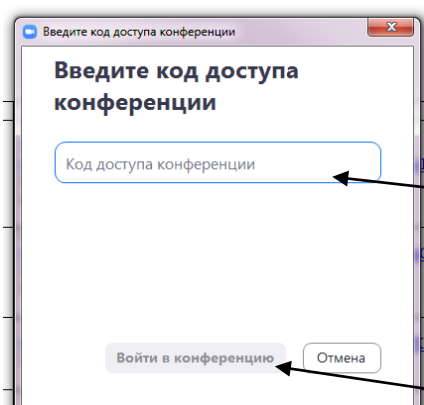 Введите код доступа конференции
Введите код доступа
конференции
Код доступа конференции
Войти в конференцию
Отмена